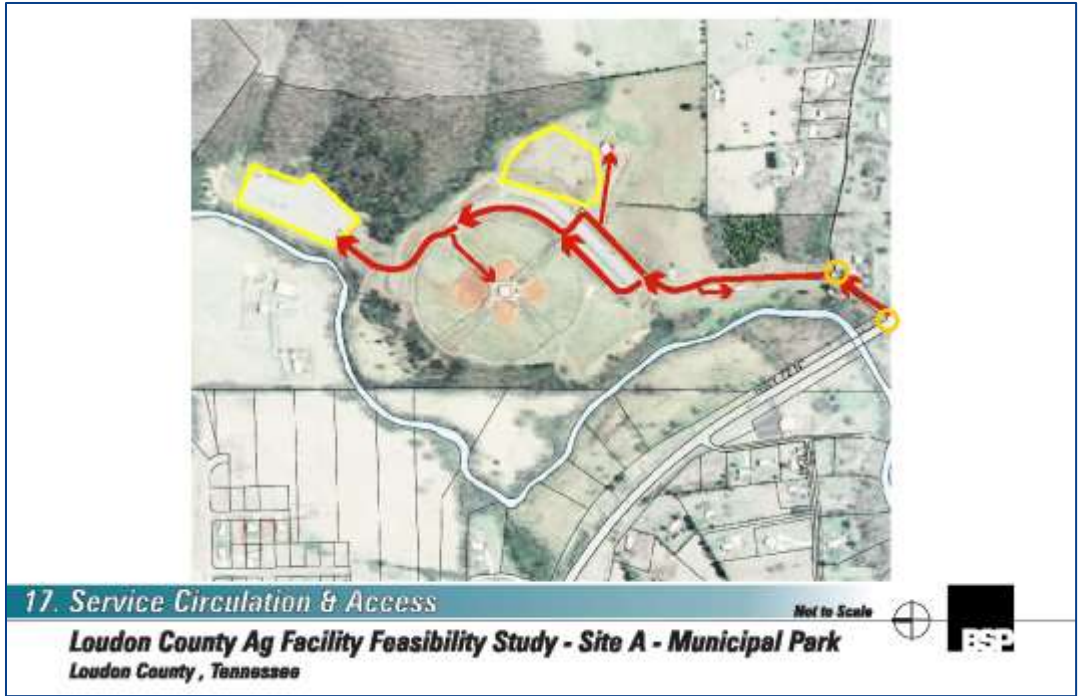 17. Service Circulation & Access
Not to Scale
BSP
Loudon County Ag Facility Feasibility Study - Site A - Municipal Park
Loudon County , Tennessee